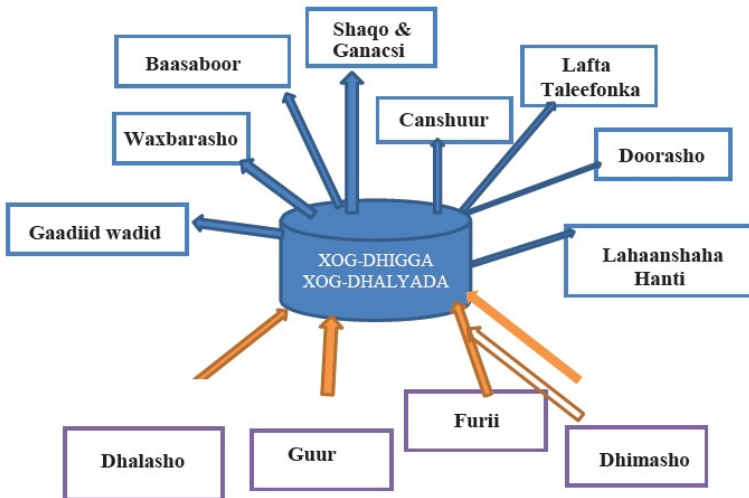 Shaqo &
Ganacsi
Baasaboor
Lafta
Taleefonka
Waxbarasho
Canshuur
Doorasho
Gaadiid wadid
XOG-DHIGGA
XOG-DHALYADA
Lahaanshaha
Hanti
Dhalasho
Guur
Furii
Dhimasho